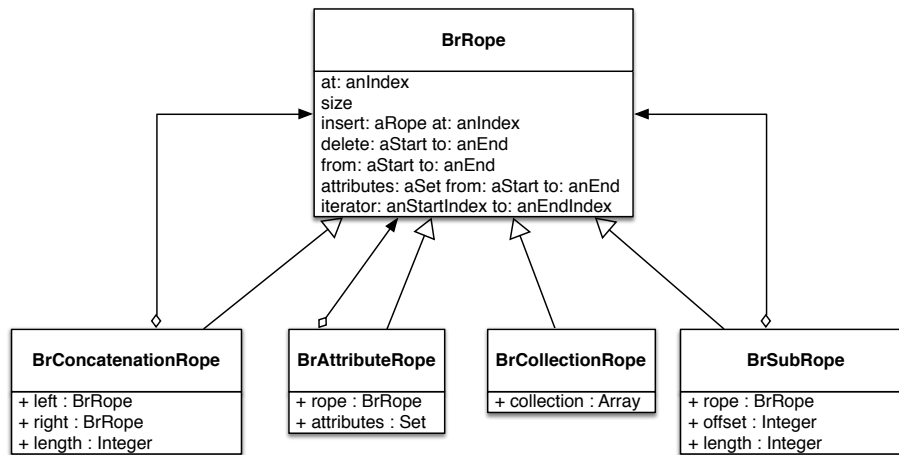 BrRope
at: anIndex
size
insert: aRope at: anIndex
delete: aStart to: anEnd
from: aStart to: anEnd
attributes: aSet from: aStart to: anEnd
iterator: anStartIndex to: anEndIndex
BrConcatenationRope
+ left : BrRope
+ right : BrRope
+ length : Integer
BrAttributeRope
+ rope : BrRope
+ attributes : Set
BrCollectionRope
+ collection : Array
BrSubRope
+ rope : BrRope
+ offset : Integer
+ length : Integer